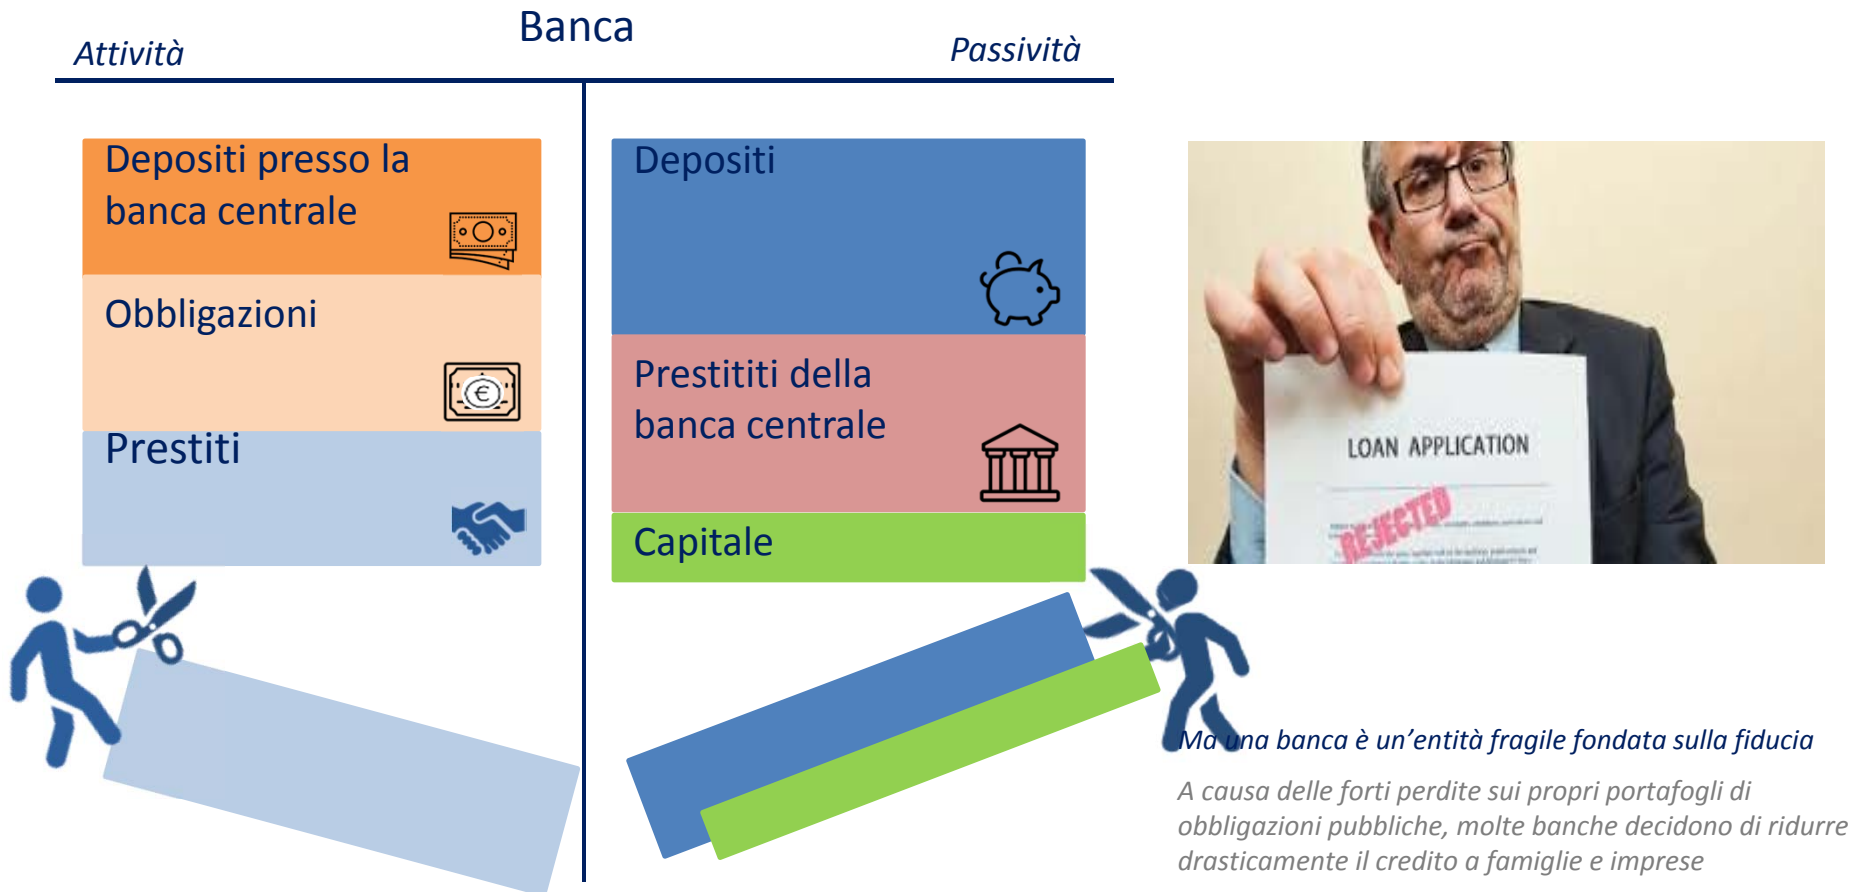 Banca
Attività
Passività
Depositi presso la
banca centrale
Obbligazioni
€
Prestiti
Depositi
Prestititi della
banca centrale
Capitale
LOAN APPLICATION
REJECTED
Ma una banca è un'entità fragile fondata sulla fiducia
A causa delle forti perdite sui propri portafogli di
obbligazioni pubbliche, molte banche decidono di ridurre
drasticamente il credito a famiglie e imprese